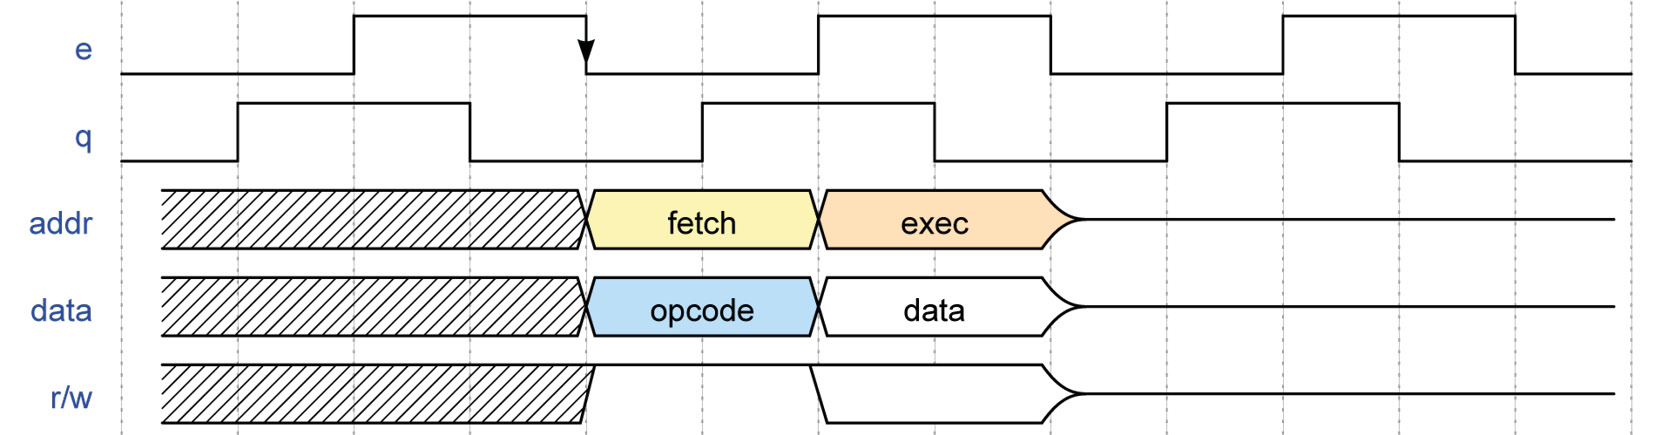 e
q
addr fetch exec
data opcode data
r/w